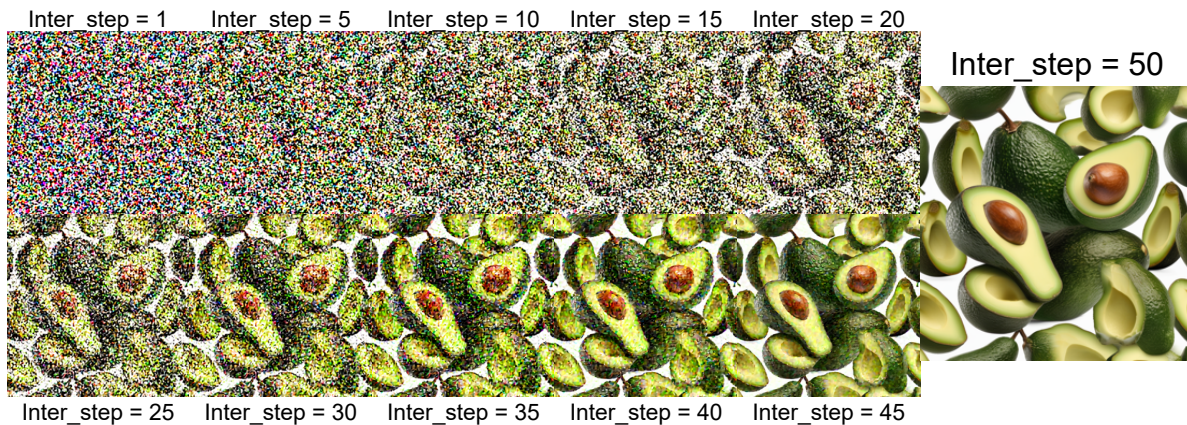 Inter_step = 1
Inter_step = 5
Inter_step = 10
Inter_step = 15
Inter_step = 20
Inter_step = 50
Inter_step = 25
Inter_step = 30
Inter_step = 35
Inter_step = 40
Inter_step = 45